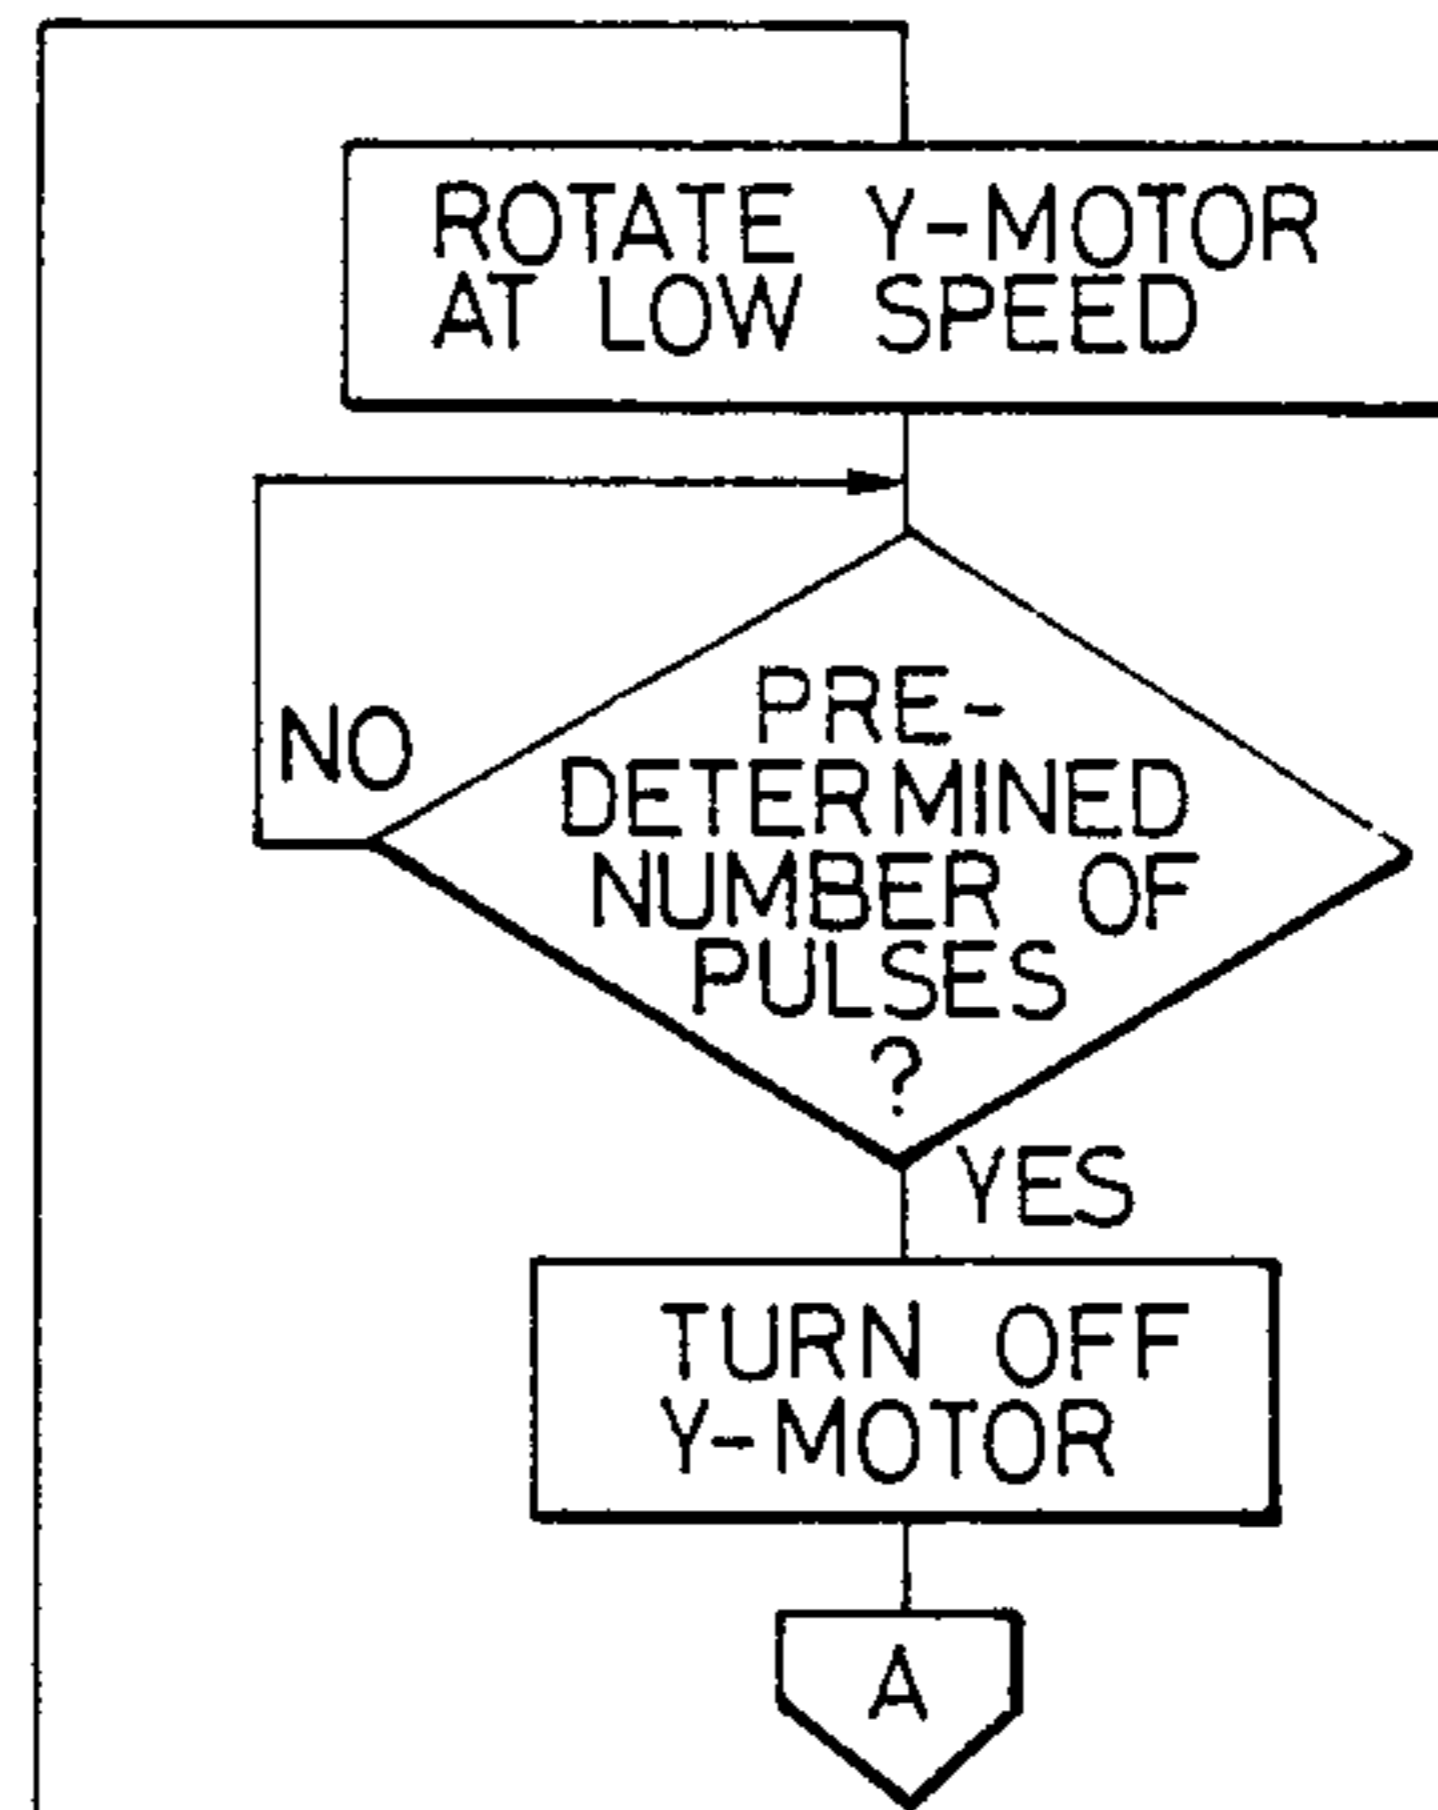 ROTATE Y-MOTOR
AT LOW SPEED
NO
PRE-
DETERMINED
NUMBER OF
PULSES
?
YES
TURN OFF
Y-MOTOR
A